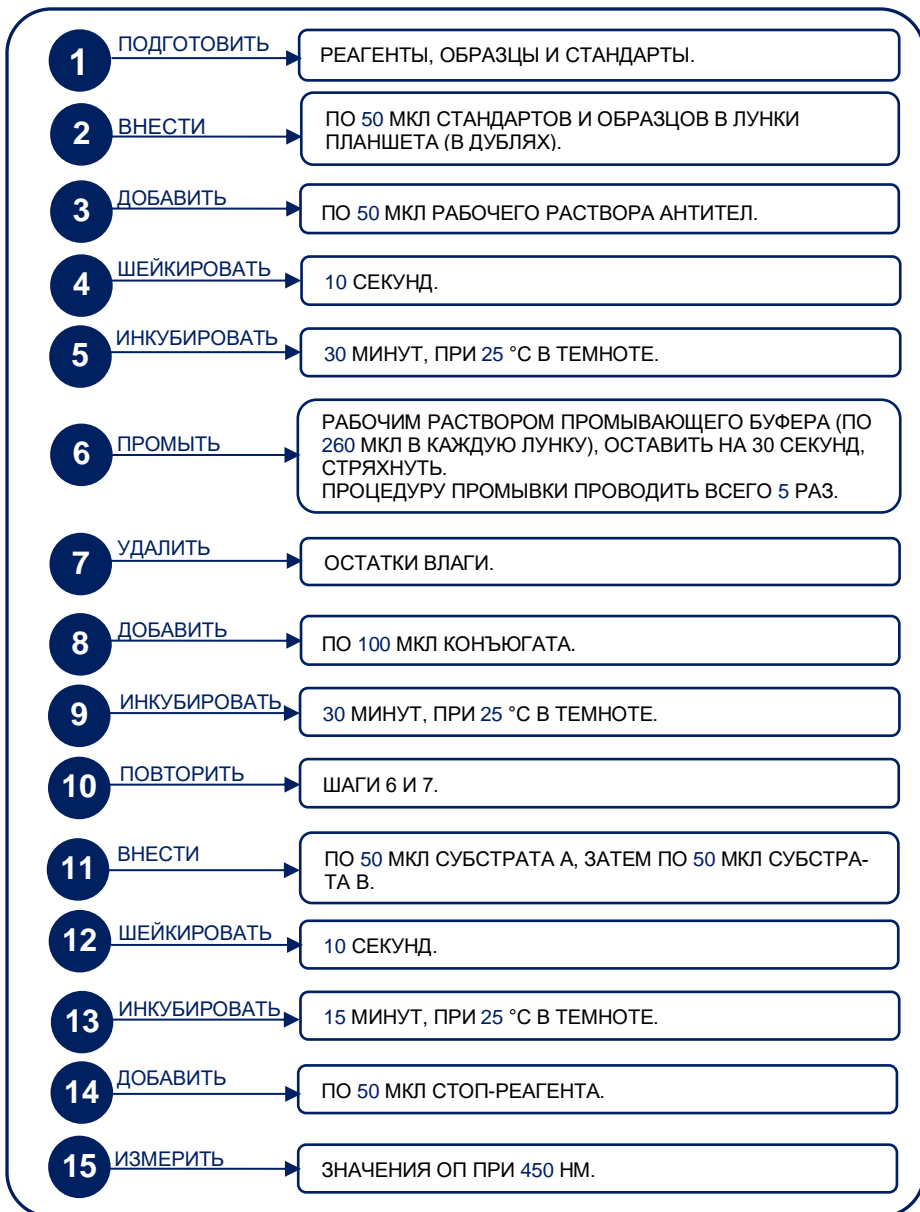 1 ПОДГОТОВИТЬ РЕАГЕНТЫ, ОБРАЗЦЫ И СТАНДАРТЫ.
2 ВНЕСТИ ПО 50 МКЛ СТАНДАРТОВ И ОБРАЗЦОВ В ЛУНКИ
ПЛАНШЕТА (В ДУБЛЯХ).
3 ДОБАВИТЬ ПО 50 МКЛ РАБОЧЕГО РАСТВОРА АНТИТЕЛ.
4 ШЕЙКИРОВАТЬ 10 СЕКУНД.
5 ИНКУБИРОВАТЬ 30 МИНУТ, ПРИ 25 °С В ТЕМНОТЕ.
6 ПРОМЫТЬ РАБОЧИМ РАСТВОРОМ ПРОМЫВАЮЩЕГО БУФЕРА (ПО
260 МКЛ В КАЖДУЮ ЛУНКУ), ОСТАВИТЬ НА 30 СЕКУНД,
СТРЯХНУТЬ.
ПРОЦЕДУРУ ПРОМЫВКИ ПРОВОДИТЬ ВСЕГО 5 РАЗ.
7 УДАЛИТЬ ОСТАТКИ ВЛАГИ.
8 ДОБАВИТЬ ПО 100 МКЛ КОНЪЮГАТА.
9 ИНКУБИРОВАТЬ 30 МИНУТ, ПРИ 25 °С В ТЕМНОТЕ.
10 ПОВТОРИТЬ ШАГИ 6 И 7.
11 ВНЕСТИ ПО 50 МКЛ СУБСТРАТА А, ЗАТЕМ ПО 50 МКЛ СУБСТРА-
ТА В.
12 ШЕЙКИРОВАТЬ 10 СЕКУНД.
13 ИНКУБИРОВАТЬ 15 МИНУТ, ПРИ 25 °С В ТЕМНОТЕ.
14 ДОБАВИТЬ ПО 50 МКЛ СТОП-РЕАГЕНТА.
15 ИЗМЕРИТЬ ЗНАЧЕНИЯ ОП ПРИ 450 НМ.